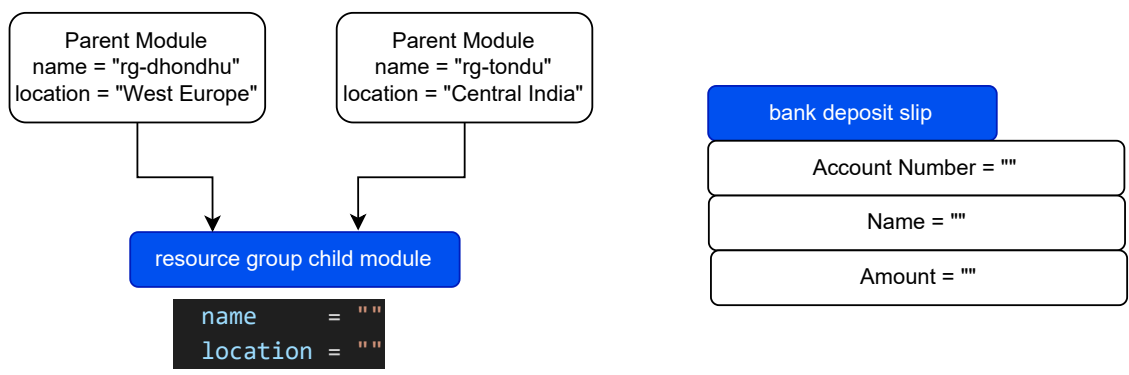 Parent Module
name = "rg-dhondhu"
location = "West Europe"
Parent Module
name = "rg-tondu"
location = "Central India"
resource group child module
name = ""
location = ""
bank deposit slip
Account Number = ""
Name = ""
Amount = ""